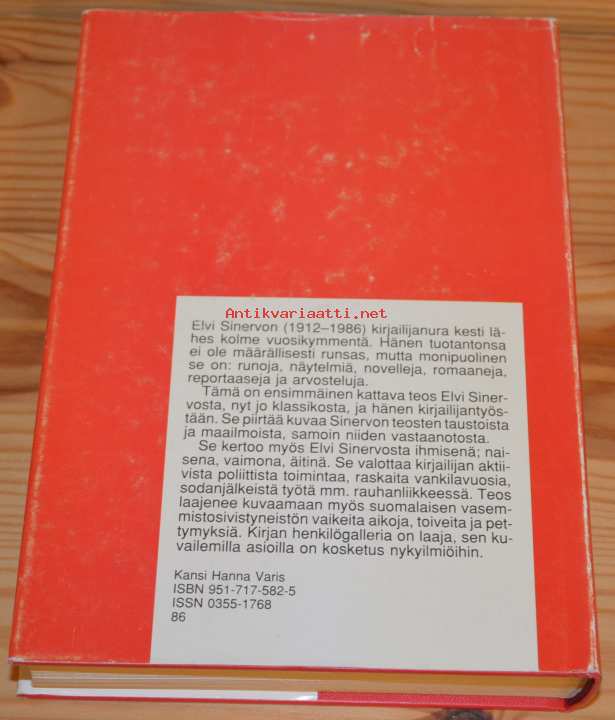 Antikvariaatti.net
Elvi Sinervon (1912–1986) kirjailijanura kesti lä-
hes kolme vuosikymmentä. Hänen tuotantonsa
ei ole määrällisesti runsas, mutta monipuolinen
se on: runoja, näytelmiä, novelleja, romaaneja,
reportaaseja ja arvosteluja.
Tämä on ensimmäinen kattava teos Elvi Siner-
vosta, nyt jo klassikosta, ja hänen kirjailijantyös-
tään. Se piirtää kuvaa Sinervon teosten taustoista
ja maailmoista, samoin niiden vastaanotosta.
Se kertoo myös Elvi Sinervosta ihmisenä; nai-
sena, vaimona, äitinä. Se valottaa kirjailijan aktii-
vista poliittista toimintaa, raskaita vankilavuosia,
sodanjälkeistä työtä mm. rauhanliikkeessä. Teos
laajenee kuvaamaan myös suomalaisen vasem-
mistosivistyneistön vaikeita aikoja, toiveita ja pet-
tymyksiä. Kirjan henkilögalleria on laaja, sen ku-
vailemilla asioilla on kosketus nykyilmiöihin.
Kansi Hanna Varis
ISBN 951-717-582-5
ISSN 0355-1768
86